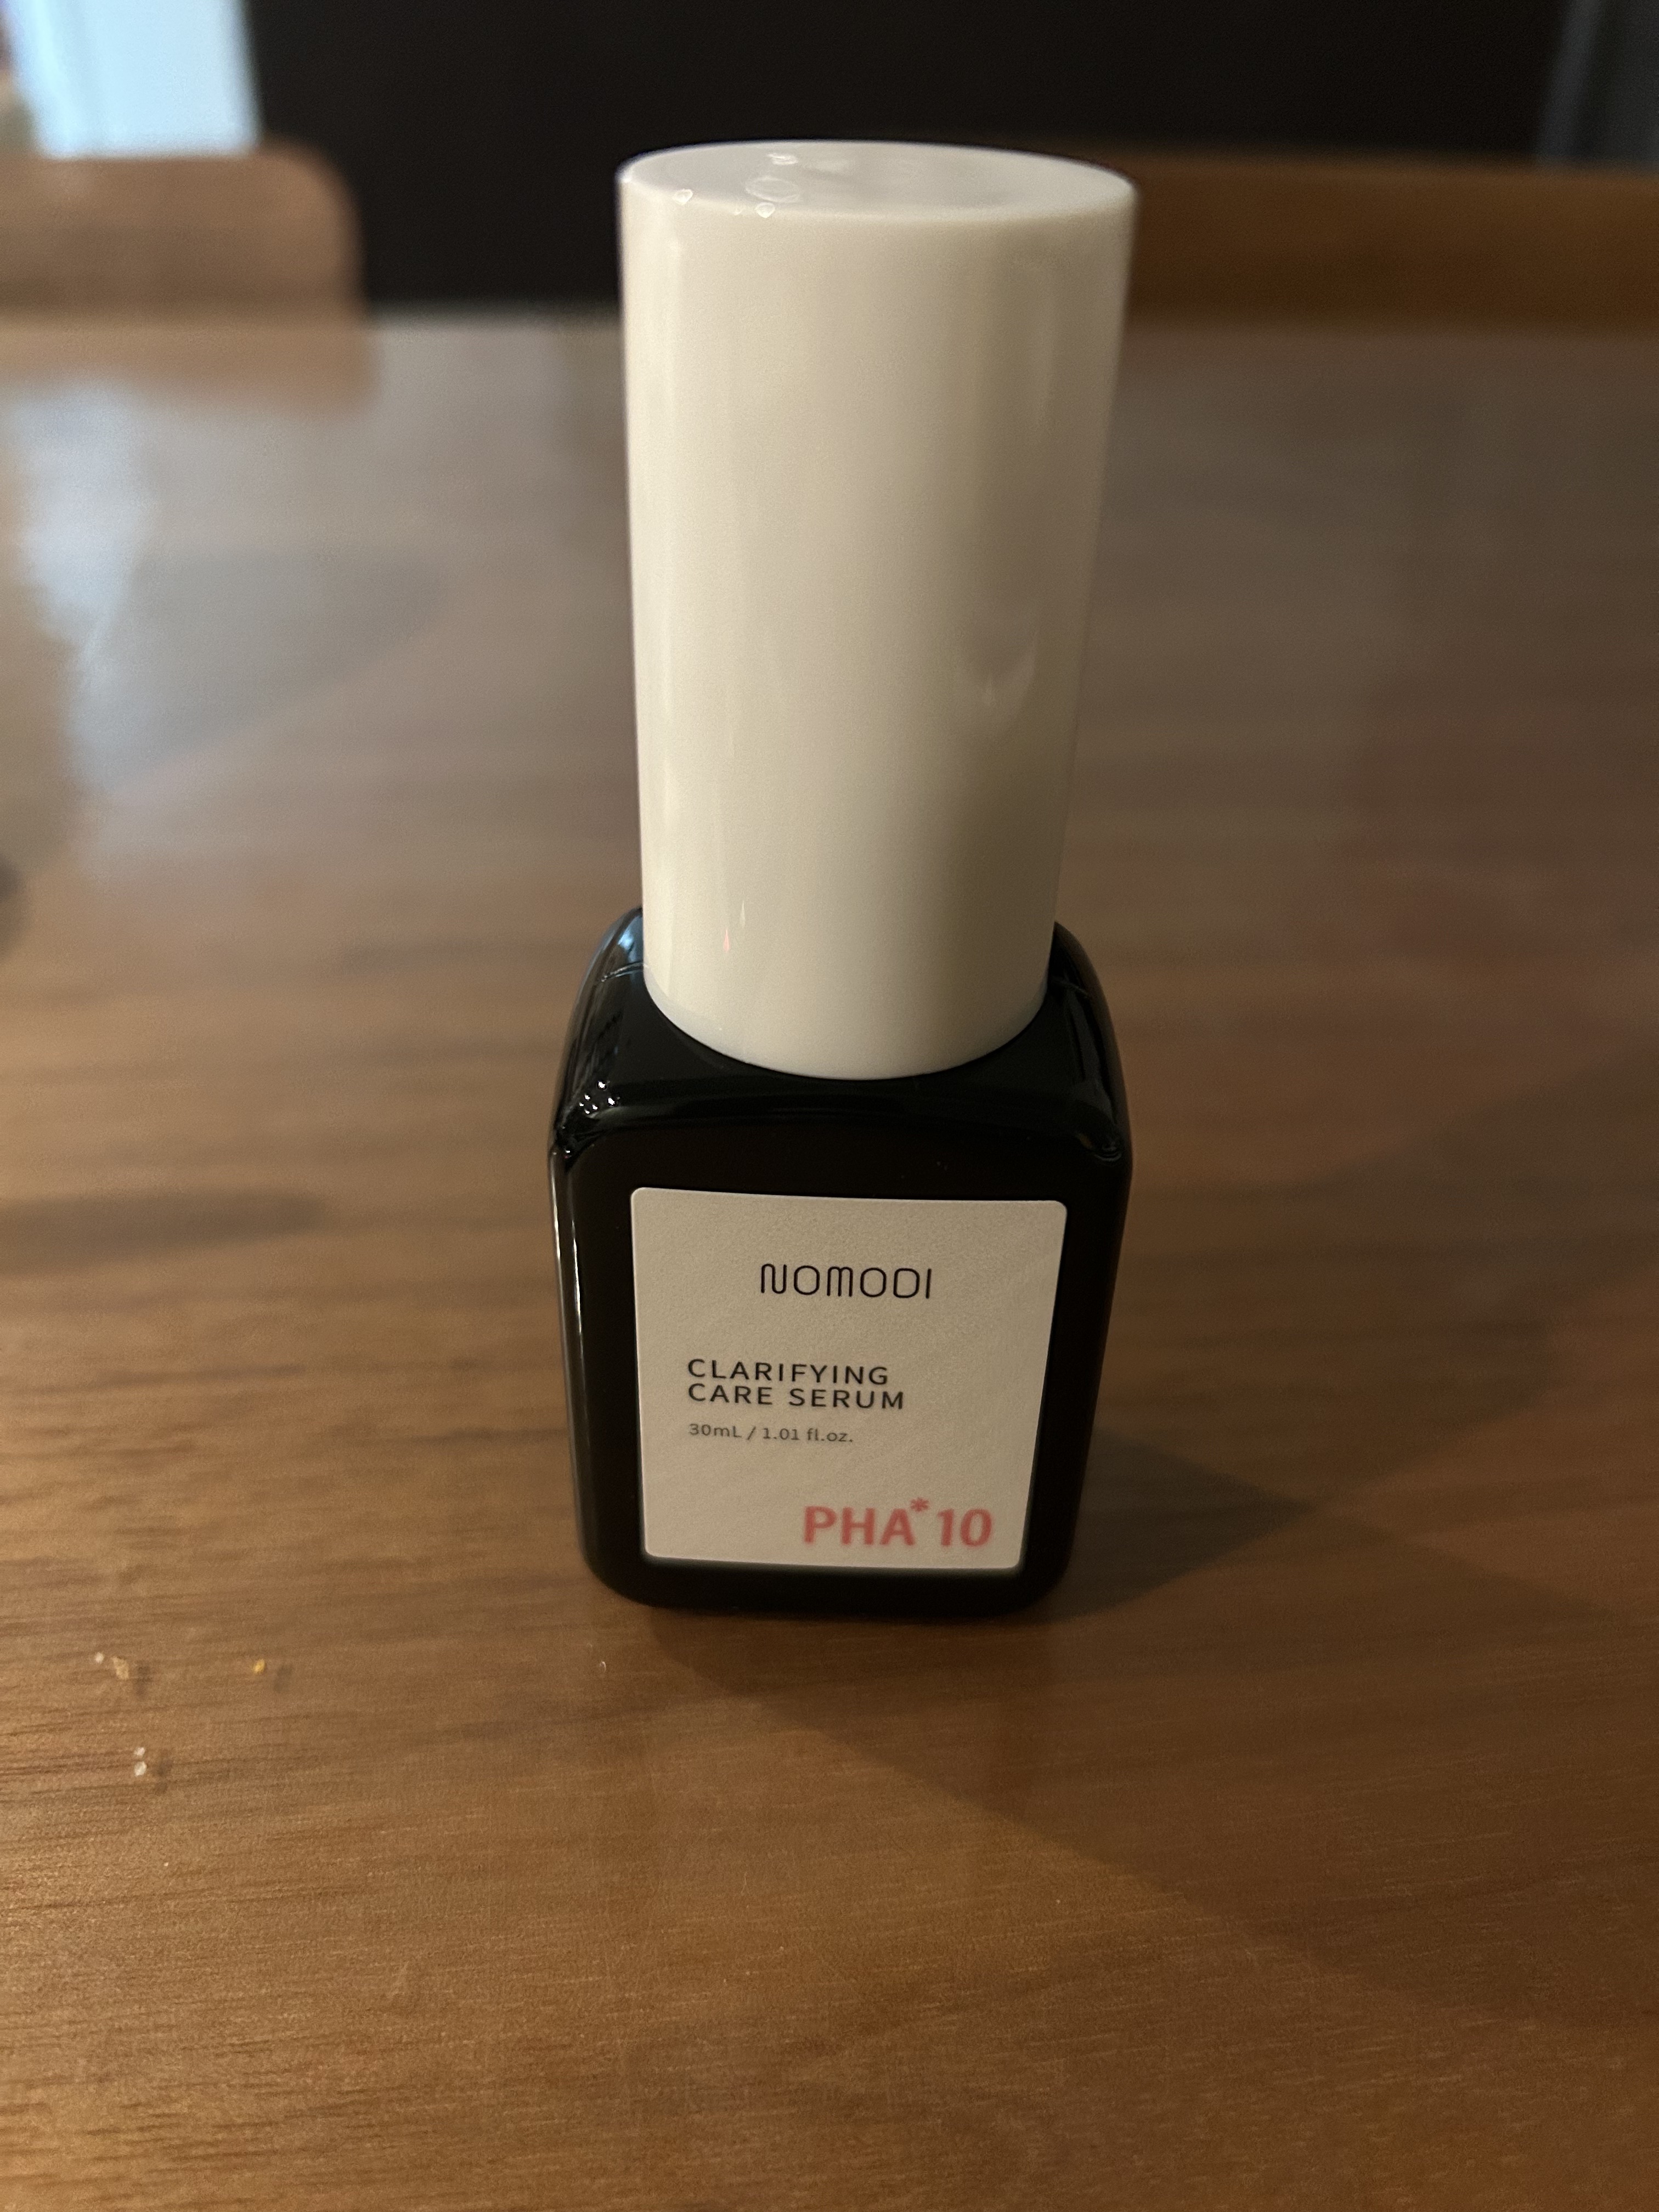 NOMODI
CLARIFYING
CARE SERUM
30mL / 1.01 fl.oz.
PHA*10